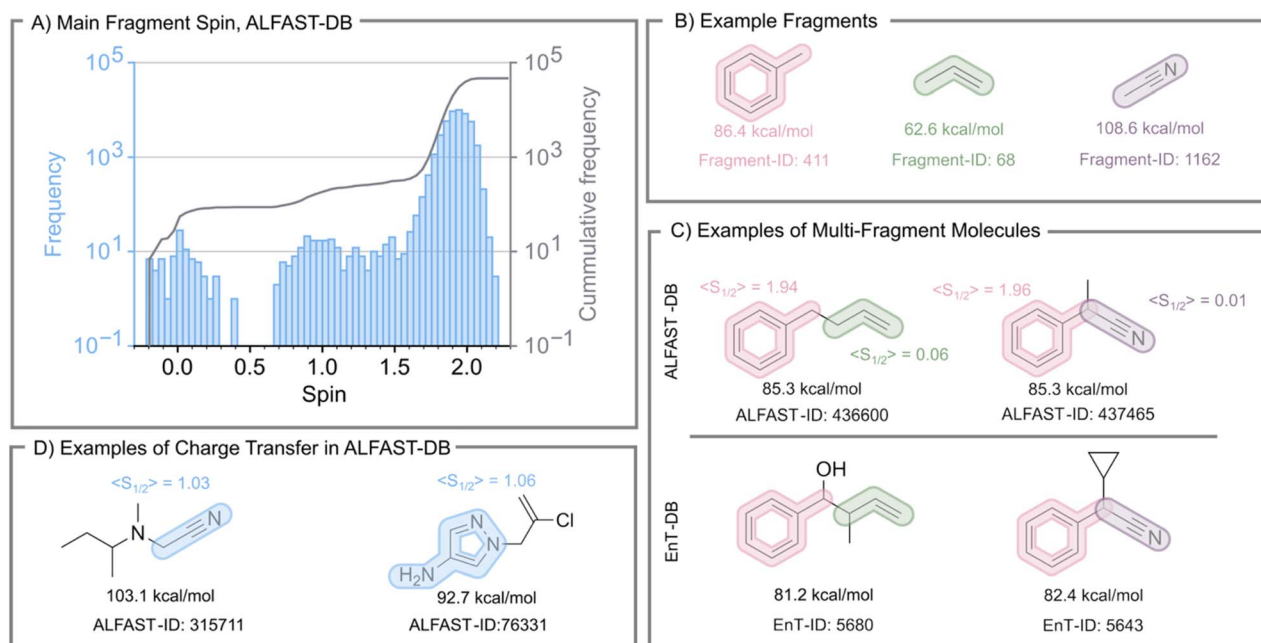 A) Main Fragment Spin, ALFAST-DB
10^5
10^3
10^1
10^−1
Frequency
10^5
10^3
10^1
10^−1
Cummulative frequency
0.0 0.5 1.0 1.5 2.0
Spin
B) Example Fragments
N
86.4 kcal/mol 62.6 kcal/mol 108.6 kcal/mol
Fragment-ID: 411 Fragment-ID: 68 Fragment-ID: 1162
C) Examples of Multi-Fragment Molecules
ALFAST-DB
<S1/2> = 1.94 <S1/2> = 1.96 <S1/2> = 0.01
N
<S1/2> = 0.06
85.3 kcal/mol 85.3 kcal/mol
ALFAST-ID: 436600 ALFAST-ID: 437465
EnT-DB
OH
N
81.2 kcal/mol 82.4 kcal/mol
EnT-ID: 5680 EnT-ID: 5643
D) Examples of Charge Transfer in ALFAST-DB
<S1/2> = 1.03 <S1/2> = 1.06
N N N N Cl
H2N
103.1 kcal/mol 92.7 kcal/mol
ALFAST-ID: 315711 ALFAST-ID:76331